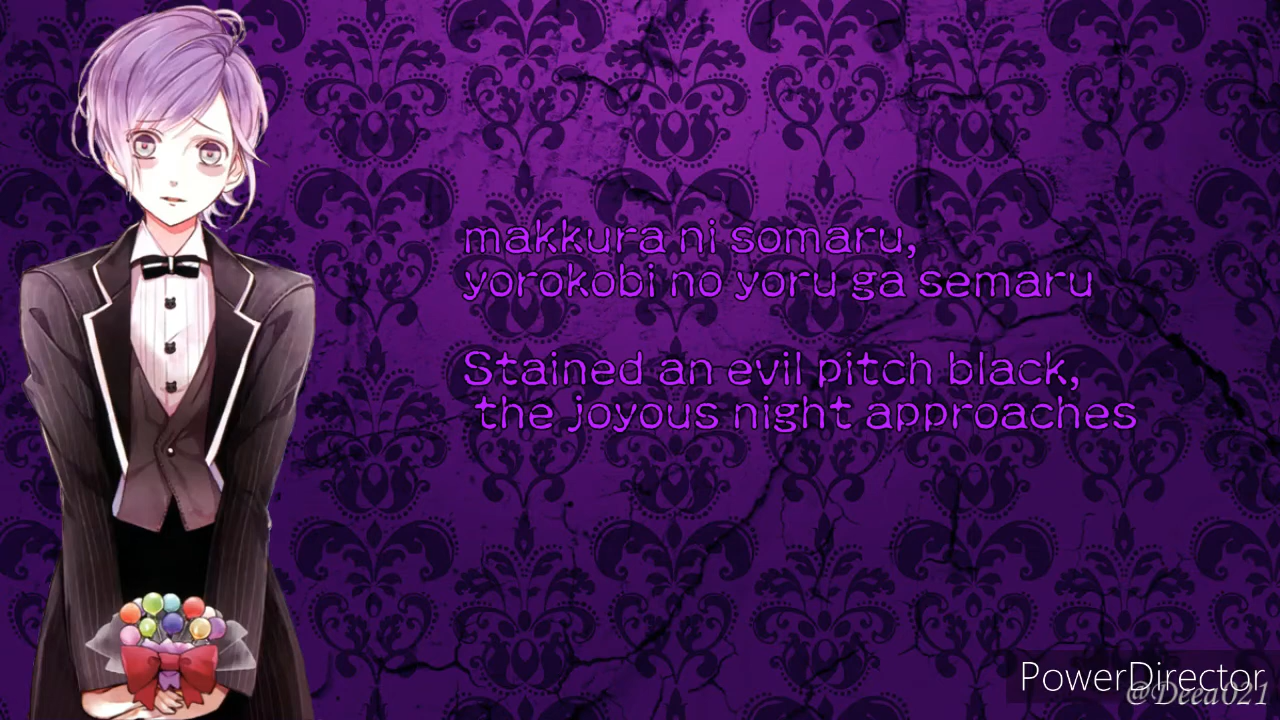 makkura ni somaru,
yorokobi no yoru ga semaru
Stained an evil pitch black,
the joyous night approaches
PowerDirector
@Deea021